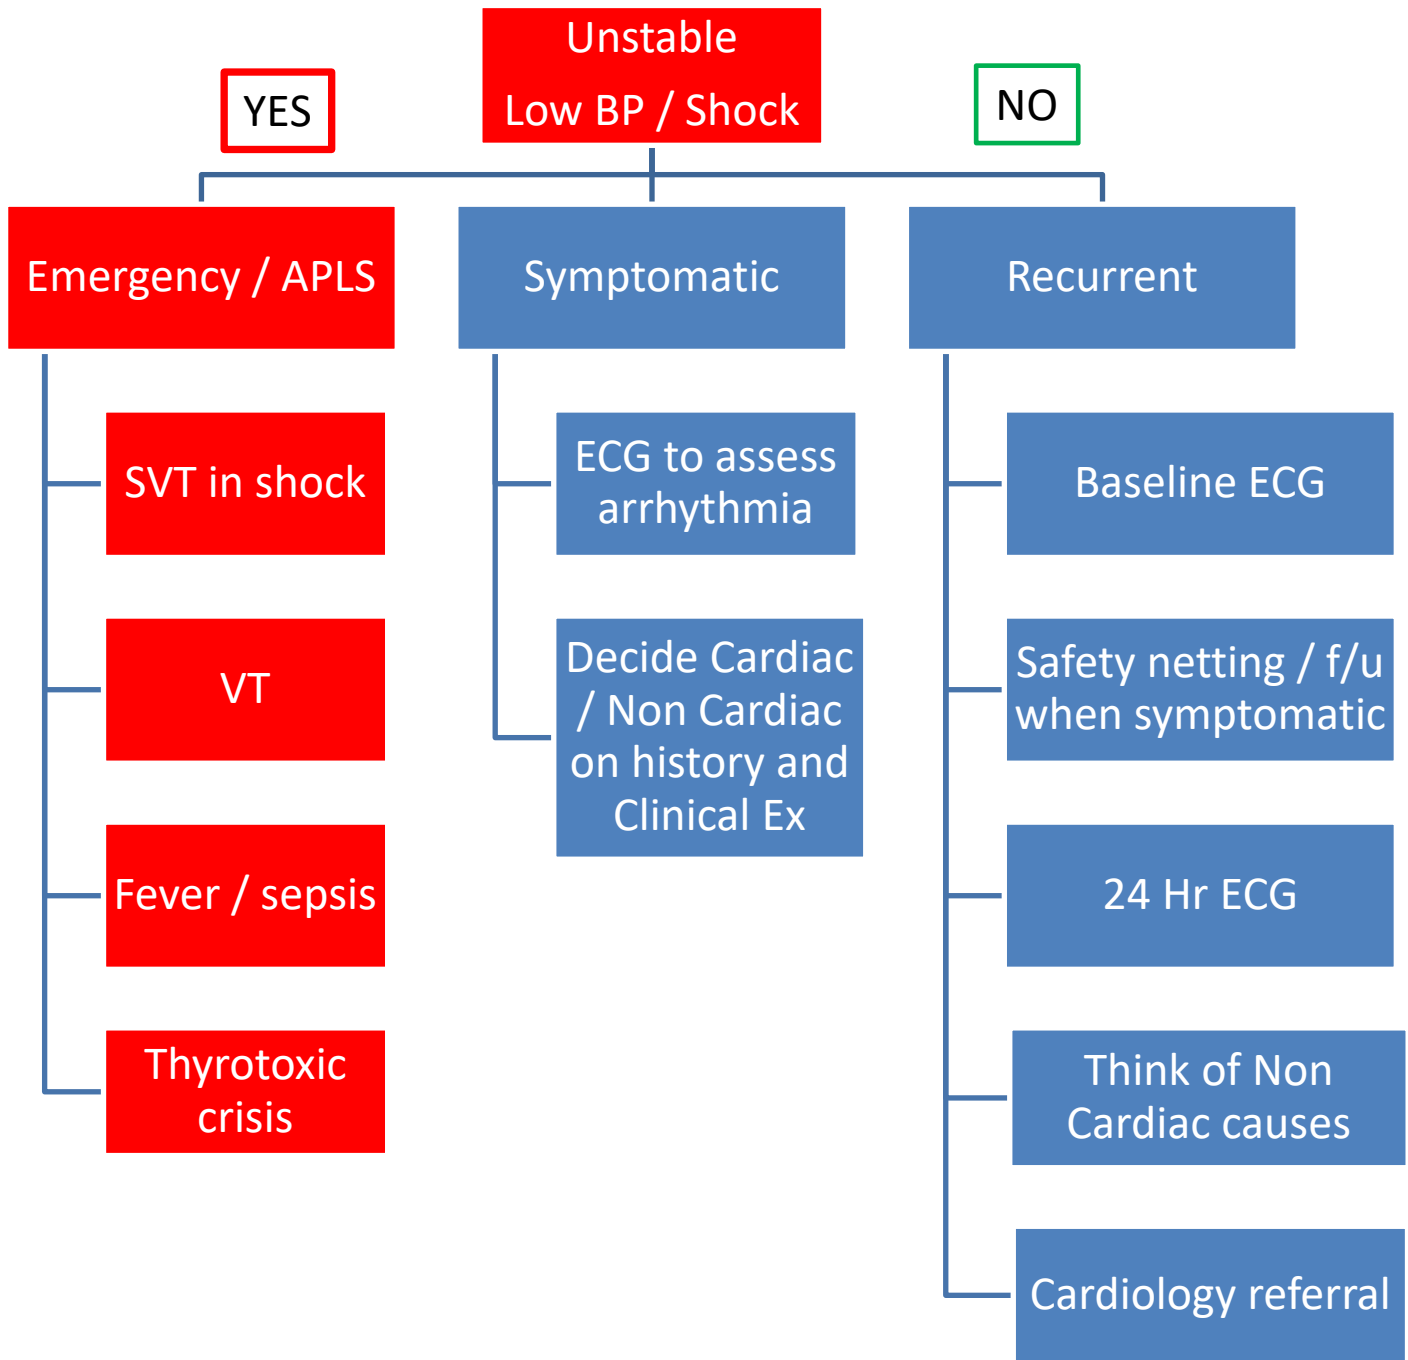 Unstable
Low BP / Shock
YES
NO
Emergency / APLS
SVT in shock
VT
Fever / sepsis
Thyrotoxic
crisis
Symptomatic
ECG to assess
arrhythmia
Decide Cardiac
/ Non Cardiac
on history and
Clinical Ex
Recurrent
Baseline ECG
Safety netting / f/u
when symptomatic
24 Hr ECG
Think of Non
Cardiac causes
Cardiology referral